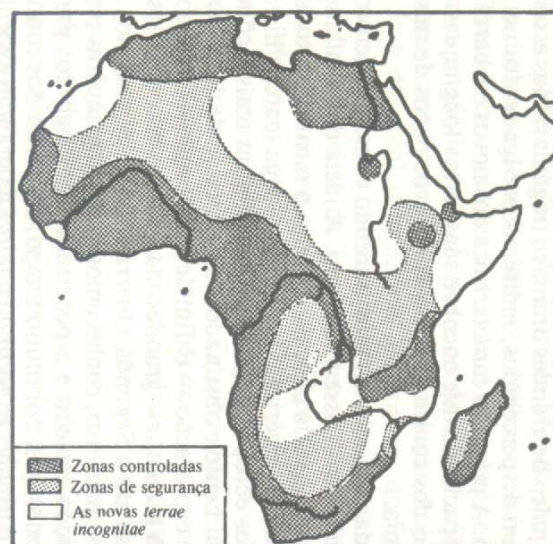 Zonas controladas
Zonas de segurança
As novas terrae
incognitae